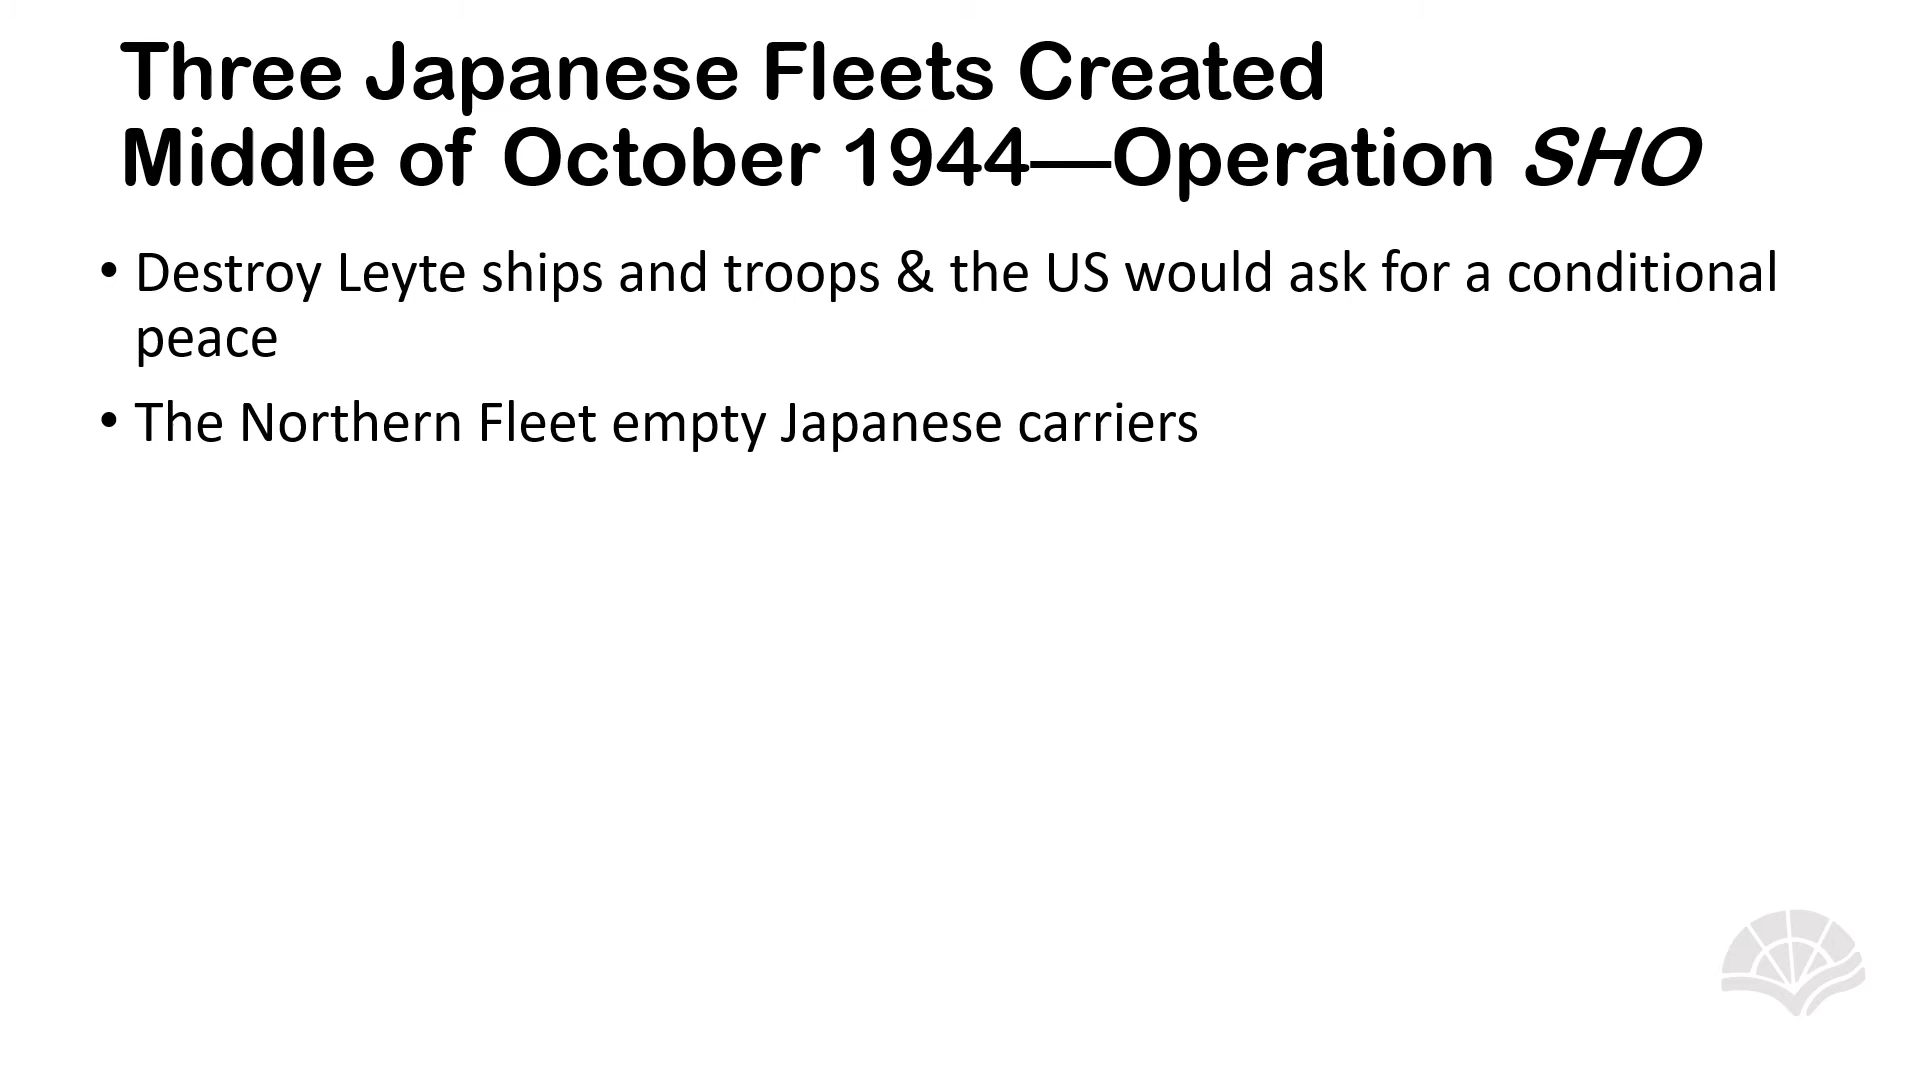 Three Japanese Fleets Created
Middle of October 1944—Operation SHO
• Destroy Leyte ships and troops & the US would ask for a conditional
peace
• The Northern Fleet empty Japanese carriers